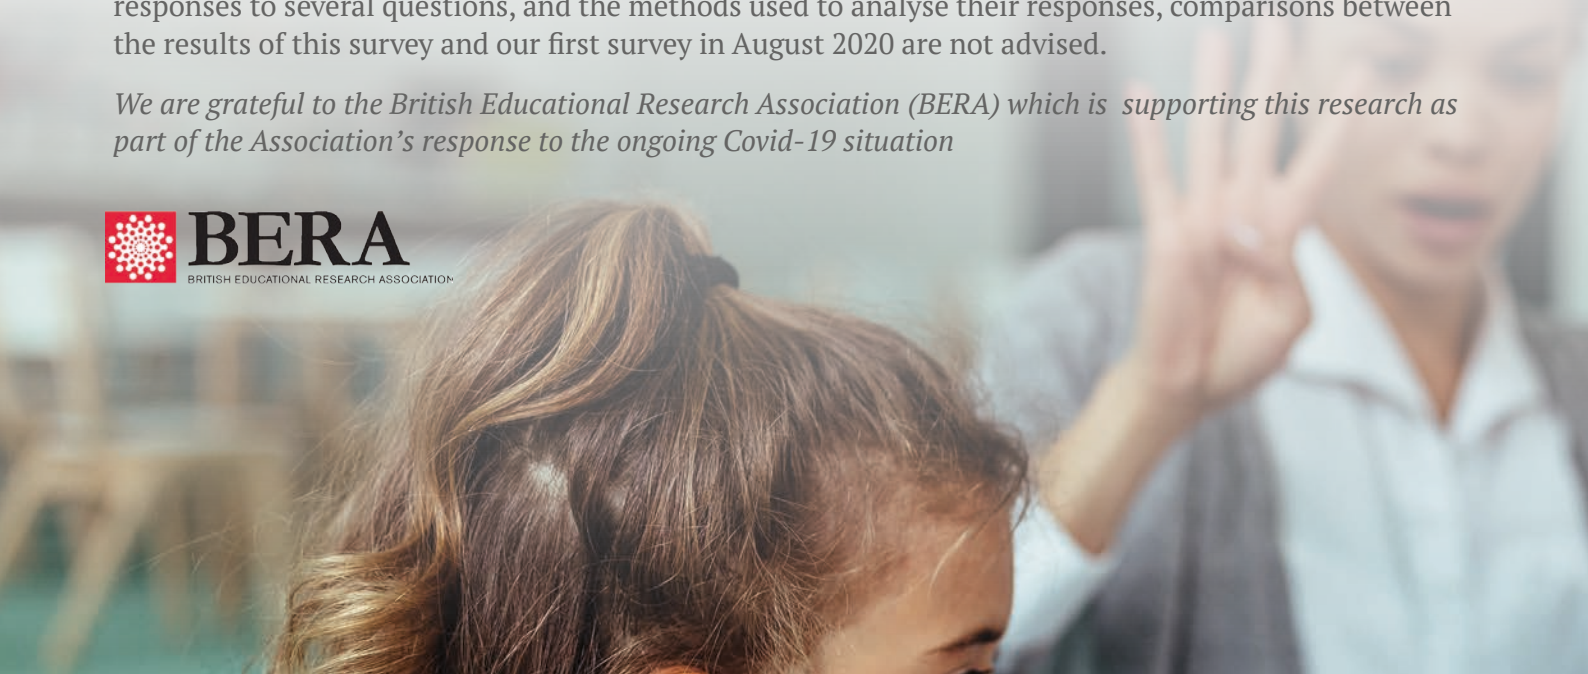 responses to several questions, and the methods used to analyse their responses, comparisons between
the results of this survey and our first survey in August 2020 are not advised.
We are grateful to the British Educational Research Association (BERA) which is  supporting this research as
part of the Association’s response to the ongoing Covid-19 situation
BERA
BRITISH EDUCATIONAL RESEARCH ASSOCIATION